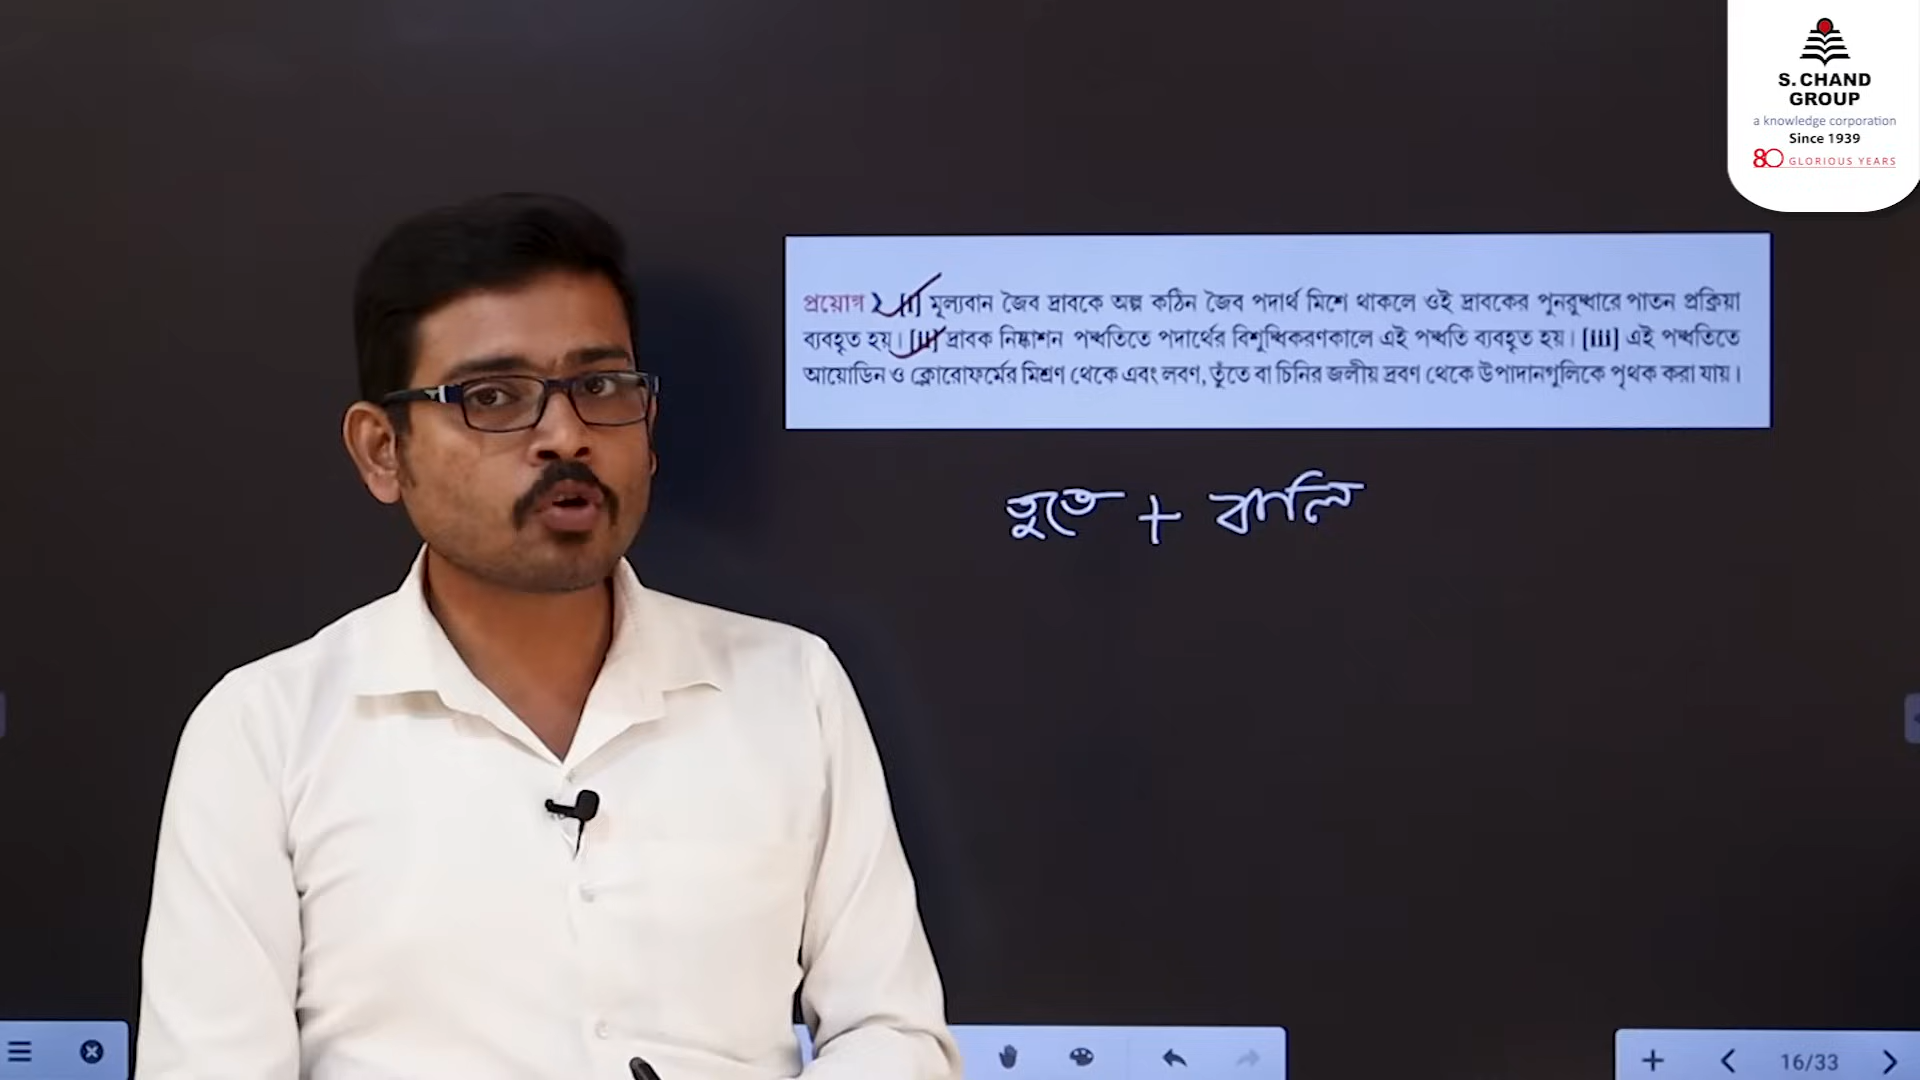 S. CHAND
GROUP
a knowledge corporation
Since 1939
80 GLORIOUS YEARS
প্রয়োগ [i] মূল্যবান জৈব দ্রাবকে অল্প কঠিন জৈব পদার্থ মিশে থাকলে ওই দ্রাবকের পুনরুদ্ধারে পাতন প্রক্রিয়া
ব্যবহৃত হয়। [ii] দ্রাবক নিষ্কাশন পদ্ধতিতে পদার্থের বিশুদ্ধিকরণকালে এই পদ্ধতি ব্যবহৃত হয়। [iii] এই পদ্ধতিতে
আয়োডিন ও ক্লোরোফর্মের মিশ্রণ থেকে এবং লবণ, তুঁতে বা চিনির জলীয় দ্রবণ থেকে উপাদানগুলিকে পৃথক করা যায়।
তুতে + বালি
16/33